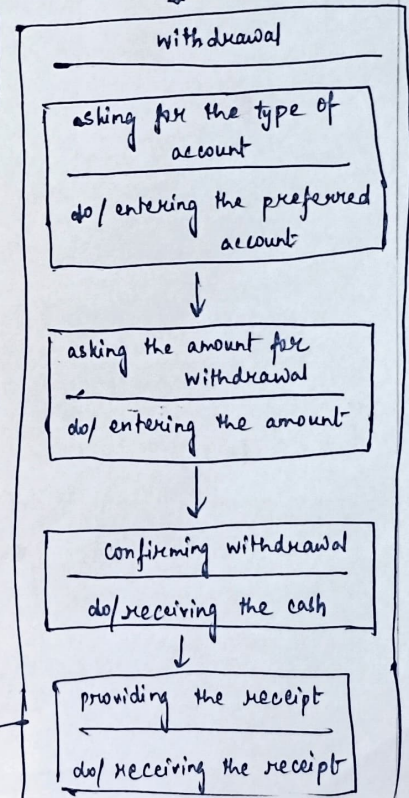 withdrawal
asking for the type of
account
do/ entering the preferred
account
asking the amount for
withdrawal
do/ entering the amount
confirming withdrawal
do/receiving the cash
providing the receipt
do/ receiving the receipt